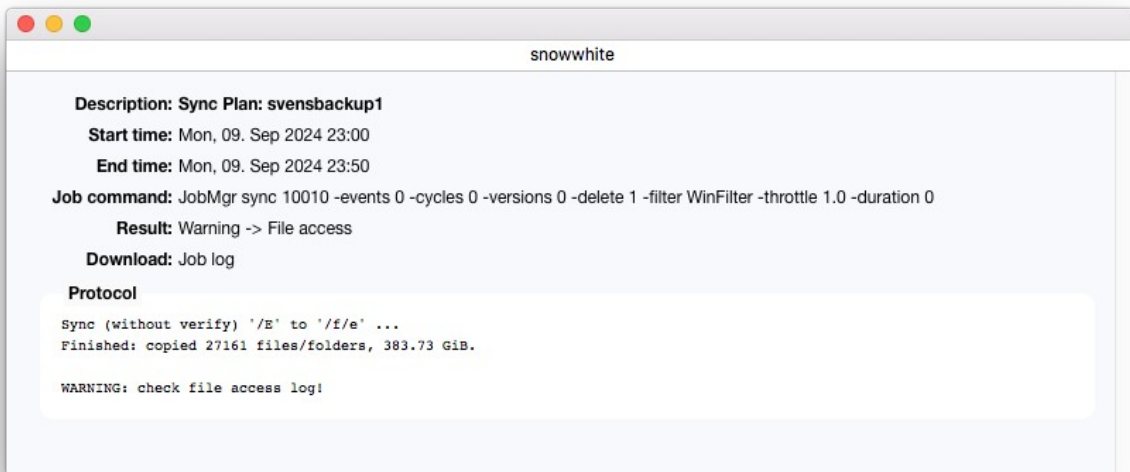 snowwhite
Description: Sync Plan: svensbackup1
Start time: Mon, 09. Sep 2024 23:00
End time: Mon, 09. Sep 2024 23:50
Job command: JobMgr sync 10010 -events 0 -cycles 0 -versions 0 -delete 1 -filter WinFilter -throttle 1.0 -duration 0
Result: Warning -> File access
Download: Job log
Protocol
Sync (without verify) '/E' to '/f/e' ...
Finished: copied 27161 files/folders, 383.73 GiB.
WARNING: check file access log!